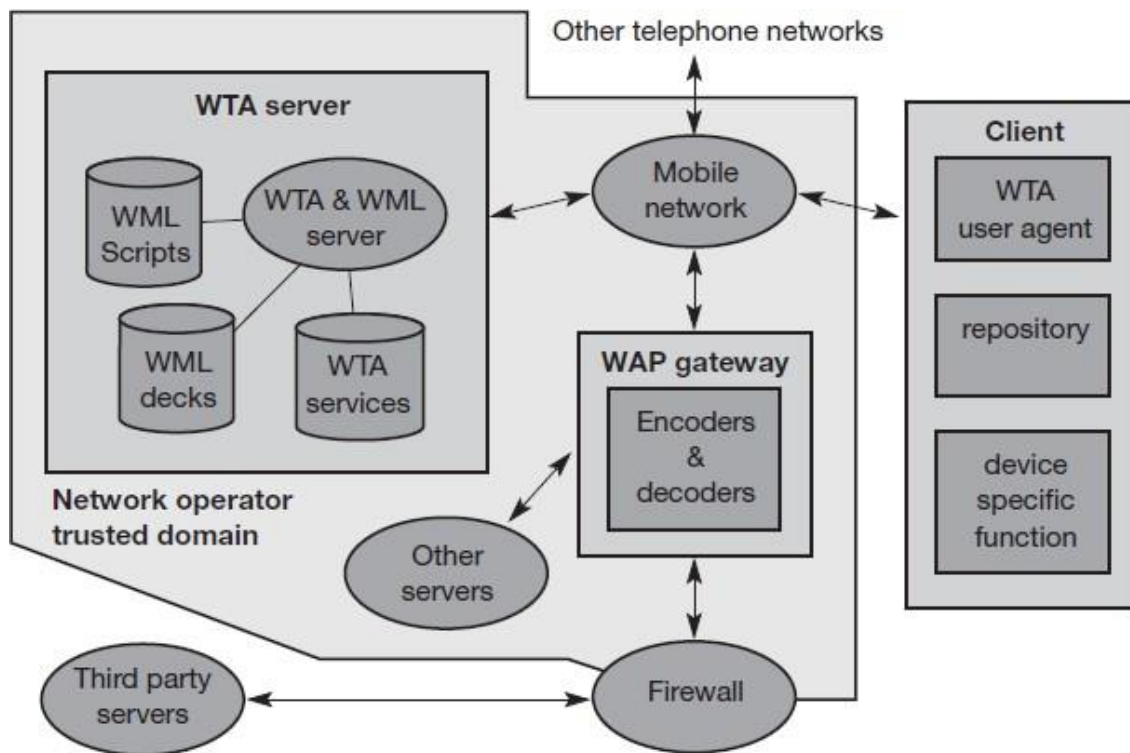 Other telephone networks
WTA server
WML
Scripts
WTA & WML
server
WML
decks
WTA
services
Network operator
trusted domain
Mobile
network
WAP gateway
Encoders
&
decoders
Other
servers
Third party
servers
Firewall
Client
WTA
user agent
repository
device
specific
function